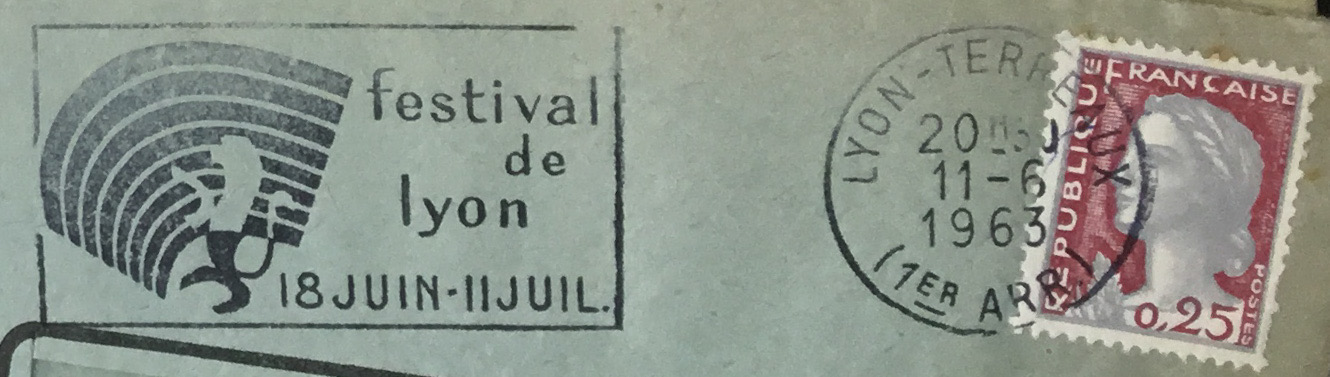 festival
de
lyon
18 JUIN-11 JUIL.
LYON-TERREAUX
20H30
11-6
1963
(1ER ARR)
RÉPUBLIQUE FRANÇAISE
0,25
POSTES